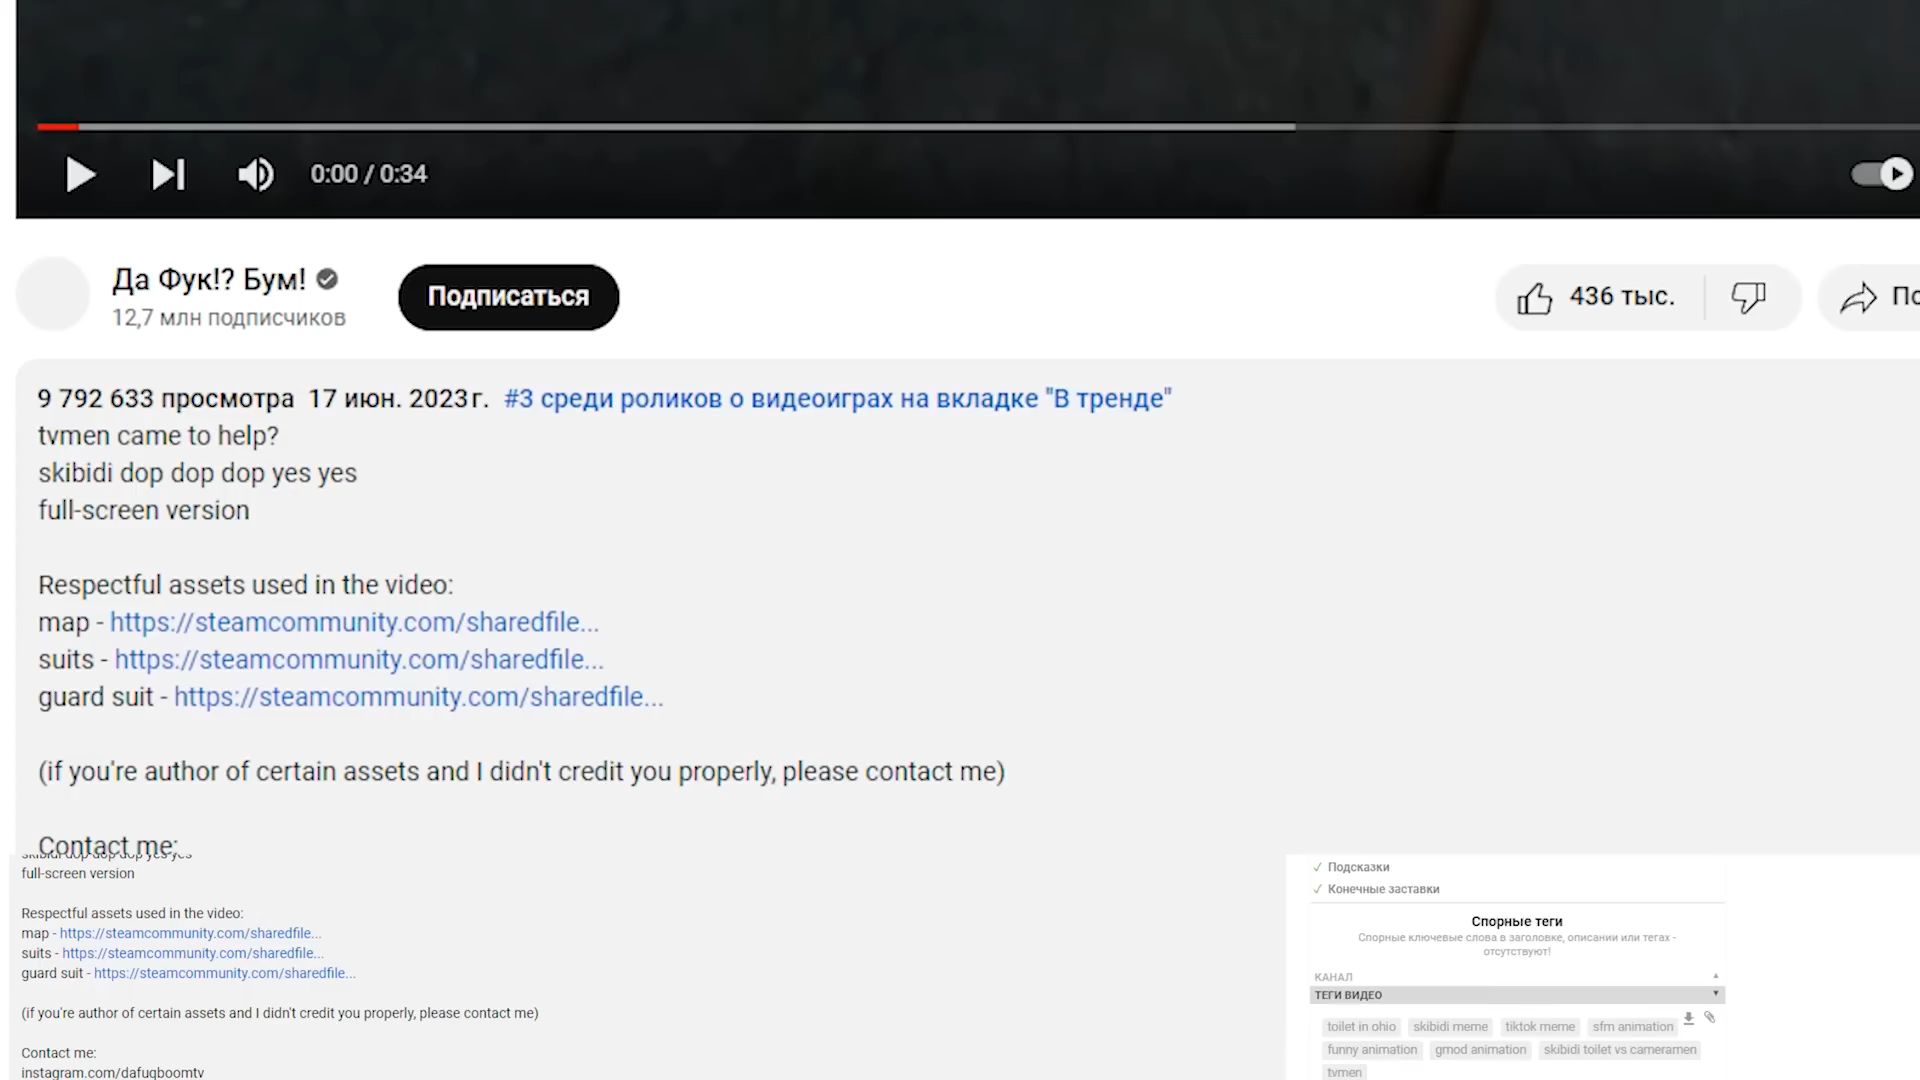 0:00 / 0:34
Да Фук!? Бум!
12,7 млн подписчиков
Подписаться
436 тыс.
9 792 633 просмотра 17 июн. 2023 г. #3 среди роликов о видеоиграх на вкладке "В тренде"
tvmen came to help?
skibidi dop dop dop yes yes
full-screen version
Respectful assets used in the video:
map - https://steamcommunity.com/sharedfile...
suits - https://steamcommunity.com/sharedfile...
guard suit - https://steamcommunity.com/sharedfile...
(if you're author of certain assets and I didn't credit you properly, please contact me)
Contact me:
skibidi dop dop dop yes yes
full-screen version
Respectful assets used in the video:
map - https://steamcommunity.com/sharedfile...
suits - https://steamcommunity.com/sharedfile...
guard suit - https://steamcommunity.com/sharedfile...
(if you're author of certain assets and I didn't credit you properly, please contact me)
Contact me:
instagram.com/dafuqboomtv
✓ Подсказки
✓ Конечные заставки
Спорные теги
Спорные ключевые слова в заголовке, описании или тегах -
отсутствуют!
КАНАЛ
ТЕГИ ВИДЕО
toilet in ohio skibidi meme tiktok meme sfm animation
funny animation gmod animation skibidi toilet vs cameramen
tvmen